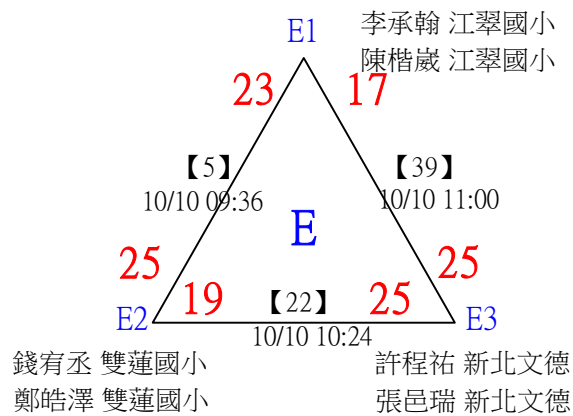 E1
李承翰 江翠國小
陳楷崴 江翠國小
23
17
【5】
10/10 09:36
【39】
10/10 11:00
E
25
25
19
【22】
25
E2
10/10 10:24
E3
錢宥丞 雙蓮國小
鄭皓澤 雙蓮國小
許程祐 新北文德
張邑瑞 新北文德